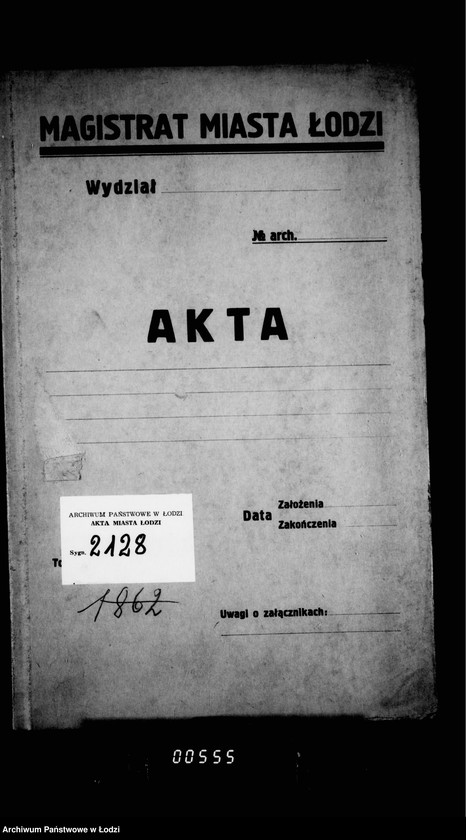 MAGISTRAT MIASTA ŁODZI
Wydział
№ arch.
AKTA
ARCHIWUM PAŃSTWOWE W ŁODZI
AKTA MIASTA ŁODZI
Sygn. 2128
Data
Założenia
Zakończenia
To
1862
Uwagi o załącznikach:
00555
Archiwum Państwowe w Łodzi